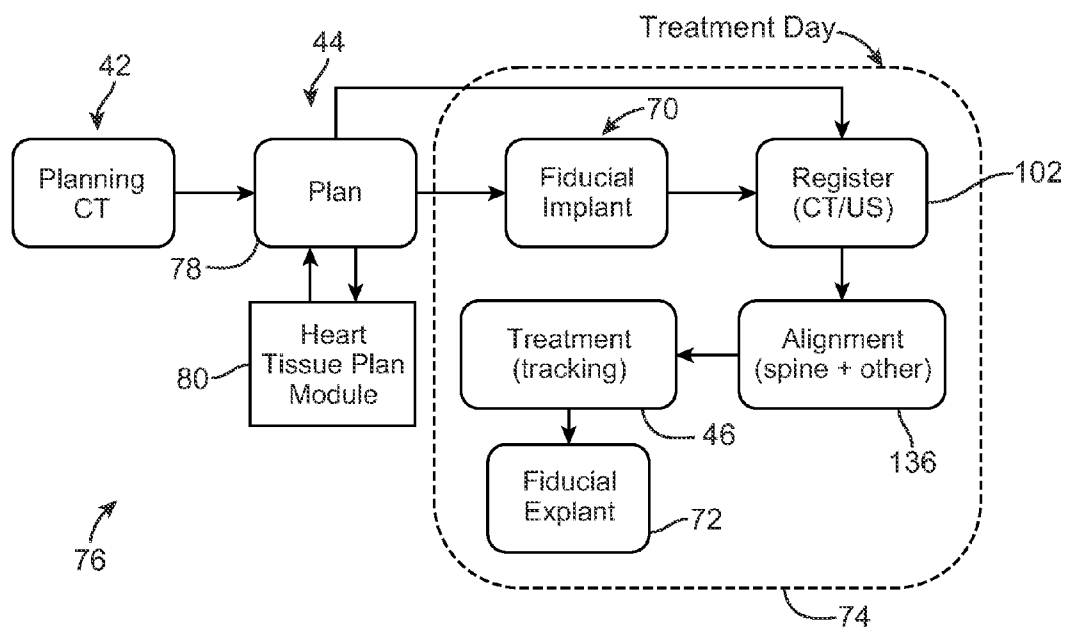 Treatment Day
42
44
70
Planning
CT
Plan
Fiducial
Implant
Register
(CT/US)
102
78
Heart
Tissue Plan
Module
80
Treatment
(tracking)
Alignment
(spine + other)
46
136
Fiducial
Explant
72
76
74